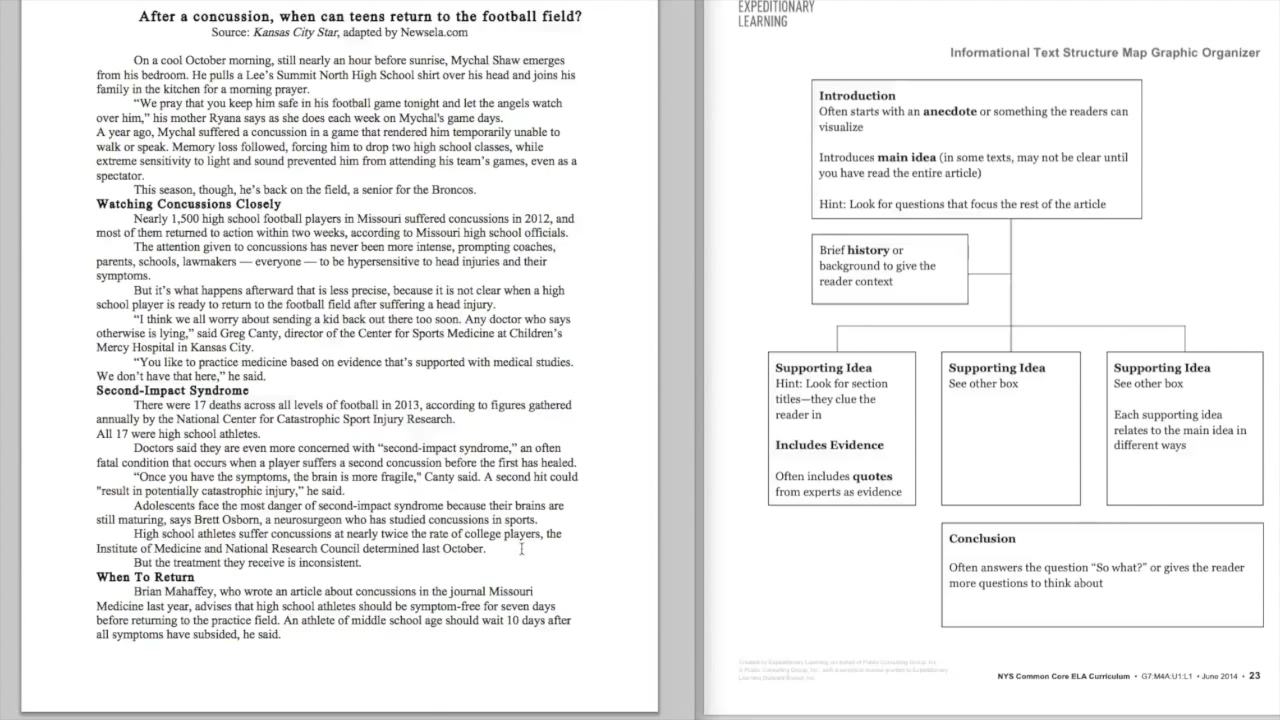 After a concussion, when can teens return to the football field?
Source: Kansas City Star, adapted by Newsela.com
On a cool October morning, still nearly an hour before sunrise, Mychal Shaw emerges
from his bedroom. He pulls a Lee's Summit North High School shirt over his head and joins his
family in the kitchen for a morning prayer.
“We pray that you keep him safe in his football game tonight and let the angels watch
over him,” his mother Ryana says as she does each week on Mychal's game days.
A year ago, Mychal suffered a concussion in a game that rendered him temporarily unable to
walk or speak. Memory loss followed, forcing him to drop two high school classes, while
extreme sensitivity to light and sound prevented him from attending his team's games, even as a
spectator.
This season, though, he's back on the field, a senior for the Broncos.
Watching Concussions Closely
Nearly 1,500 high school football players in Missouri suffered concussions in 2012, and
most of them returned to action within two weeks, according to Missouri high school officials.
The attention given to concussions has never been more intense, prompting coaches,
parents, schools, lawmakers — everyone — to be hypersensitive to head injuries and their
symptoms.
But it's what happens afterward that is less precise, because it is not clear when a high
school player is ready to return to the football field after suffering a head injury.
“I think we all worry about sending a kid back out there too soon. Any doctor who says
otherwise is lying,” said Greg Canty, director of the Center for Sports Medicine at Children's
Mercy Hospital in Kansas City.
“You like to practice medicine based on evidence that's supported with medical studies.
We don't have that here,” he said.
Second-Impact Syndrome
There were 17 deaths across all levels of football in 2013, according to figures gathered
annually by the National Center for Catastrophic Sport Injury Research.
All 17 were high school athletes.
Doctors said they are even more concerned with “second-impact syndrome,” an often
fatal condition that occurs when a player suffers a second concussion before the first has healed.
“Once you have the symptoms, the brain is more fragile,” Canty said. A second hit could
"result in potentially catastrophic injury,” he said.
Adolescents face the most danger of second-impact syndrome because their brains are
still maturing, says Brett Osborn, a neurosurgeon who has studied concussions in sports.
High school athletes suffer concussions at nearly twice the rate of college players, the
Institute of Medicine and National Research Council determined last October.
But the treatment they receive is inconsistent.
When To Return
Brian Mahaffey, who wrote an article about concussions in the journal Missouri
Medicine last year, advises that high school athletes should be symptom-free for seven days
before returning to the practice field. An athlete of middle school age should wait 10 days after
all symptoms have subsided, he said.
EXPEDITIONARY
LEARNING
Informational Text Structure Map Graphic Organizer
Introduction
Often starts with an anecdote or something the readers can
visualize
Introduces main idea (in some texts, may not be clear until
you have read the entire article)
Hint: Look for questions that focus the rest of the article
Brief history or
background to give the
reader context
Supporting Idea
Hint: Look for section
titles—they clue the
reader in
Includes Evidence
Often includes quotes
from experts as evidence
Supporting Idea
See other box
Supporting Idea
See other box
Each supporting idea
relates to the main idea in
different ways
Conclusion
Often answers the question “So what?” or gives the reader
more questions to think about
Created by Expeditionary Learning, on behalf of Public Consulting Group, Inc.
© Public Consulting Group, Inc., with a perpetual license granted to Expeditionary
Learning Outward Bound, Inc.
NYS Common Core ELA Curriculum • G7:M4A:U1:L1 • June 2014 • 23